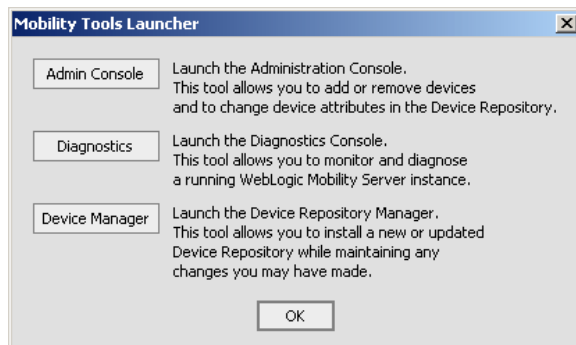 Mobility Tools Launcher
Admin Console
Launch the Administration Console.
This tool allows you to add or remove devices
and to change device attributes in the Device Repository.
Diagnostics
Launch the Diagnostics Console.
This tool allows you to monitor and diagnose
a running WebLogic Mobility Server instance.
Device Manager
Launch the Device Repository Manager.
This tool allows you to install a new or updated
Device Repository while maintaining any
changes you may have made.
OK